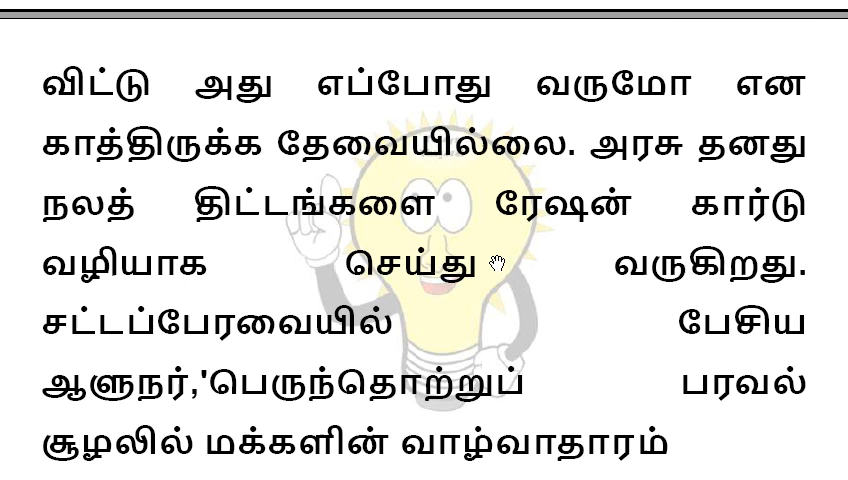 விட்டு அது எப்போது வருமோ என
காத்திருக்க தேவையில்லை. அரசு தனது
நலத் திட்டங்களை ரேஷன் கார்டு
வழியாக செய்து வருகிறது.
சட்டப்பேரவையில் பேசிய
ஆளுநர்,'பெருந்தொற்றுப் பரவல்
சூழலில் மக்களின் வாழ்வாதாரம்